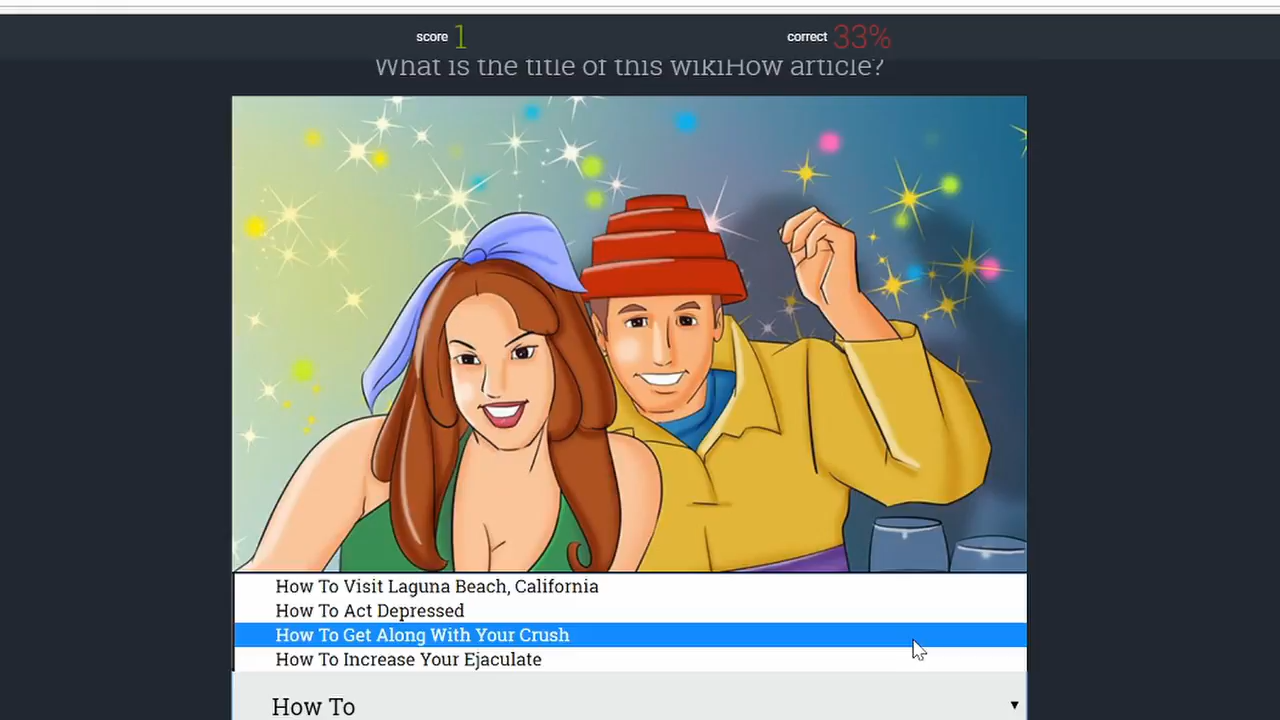 score 1 correct 33%
What is the title of this wikiHow article?
How To Visit Laguna Beach, California
How To Act Depressed
How To Get Along With Your Crush
How To Increase Your Ejaculate
How To